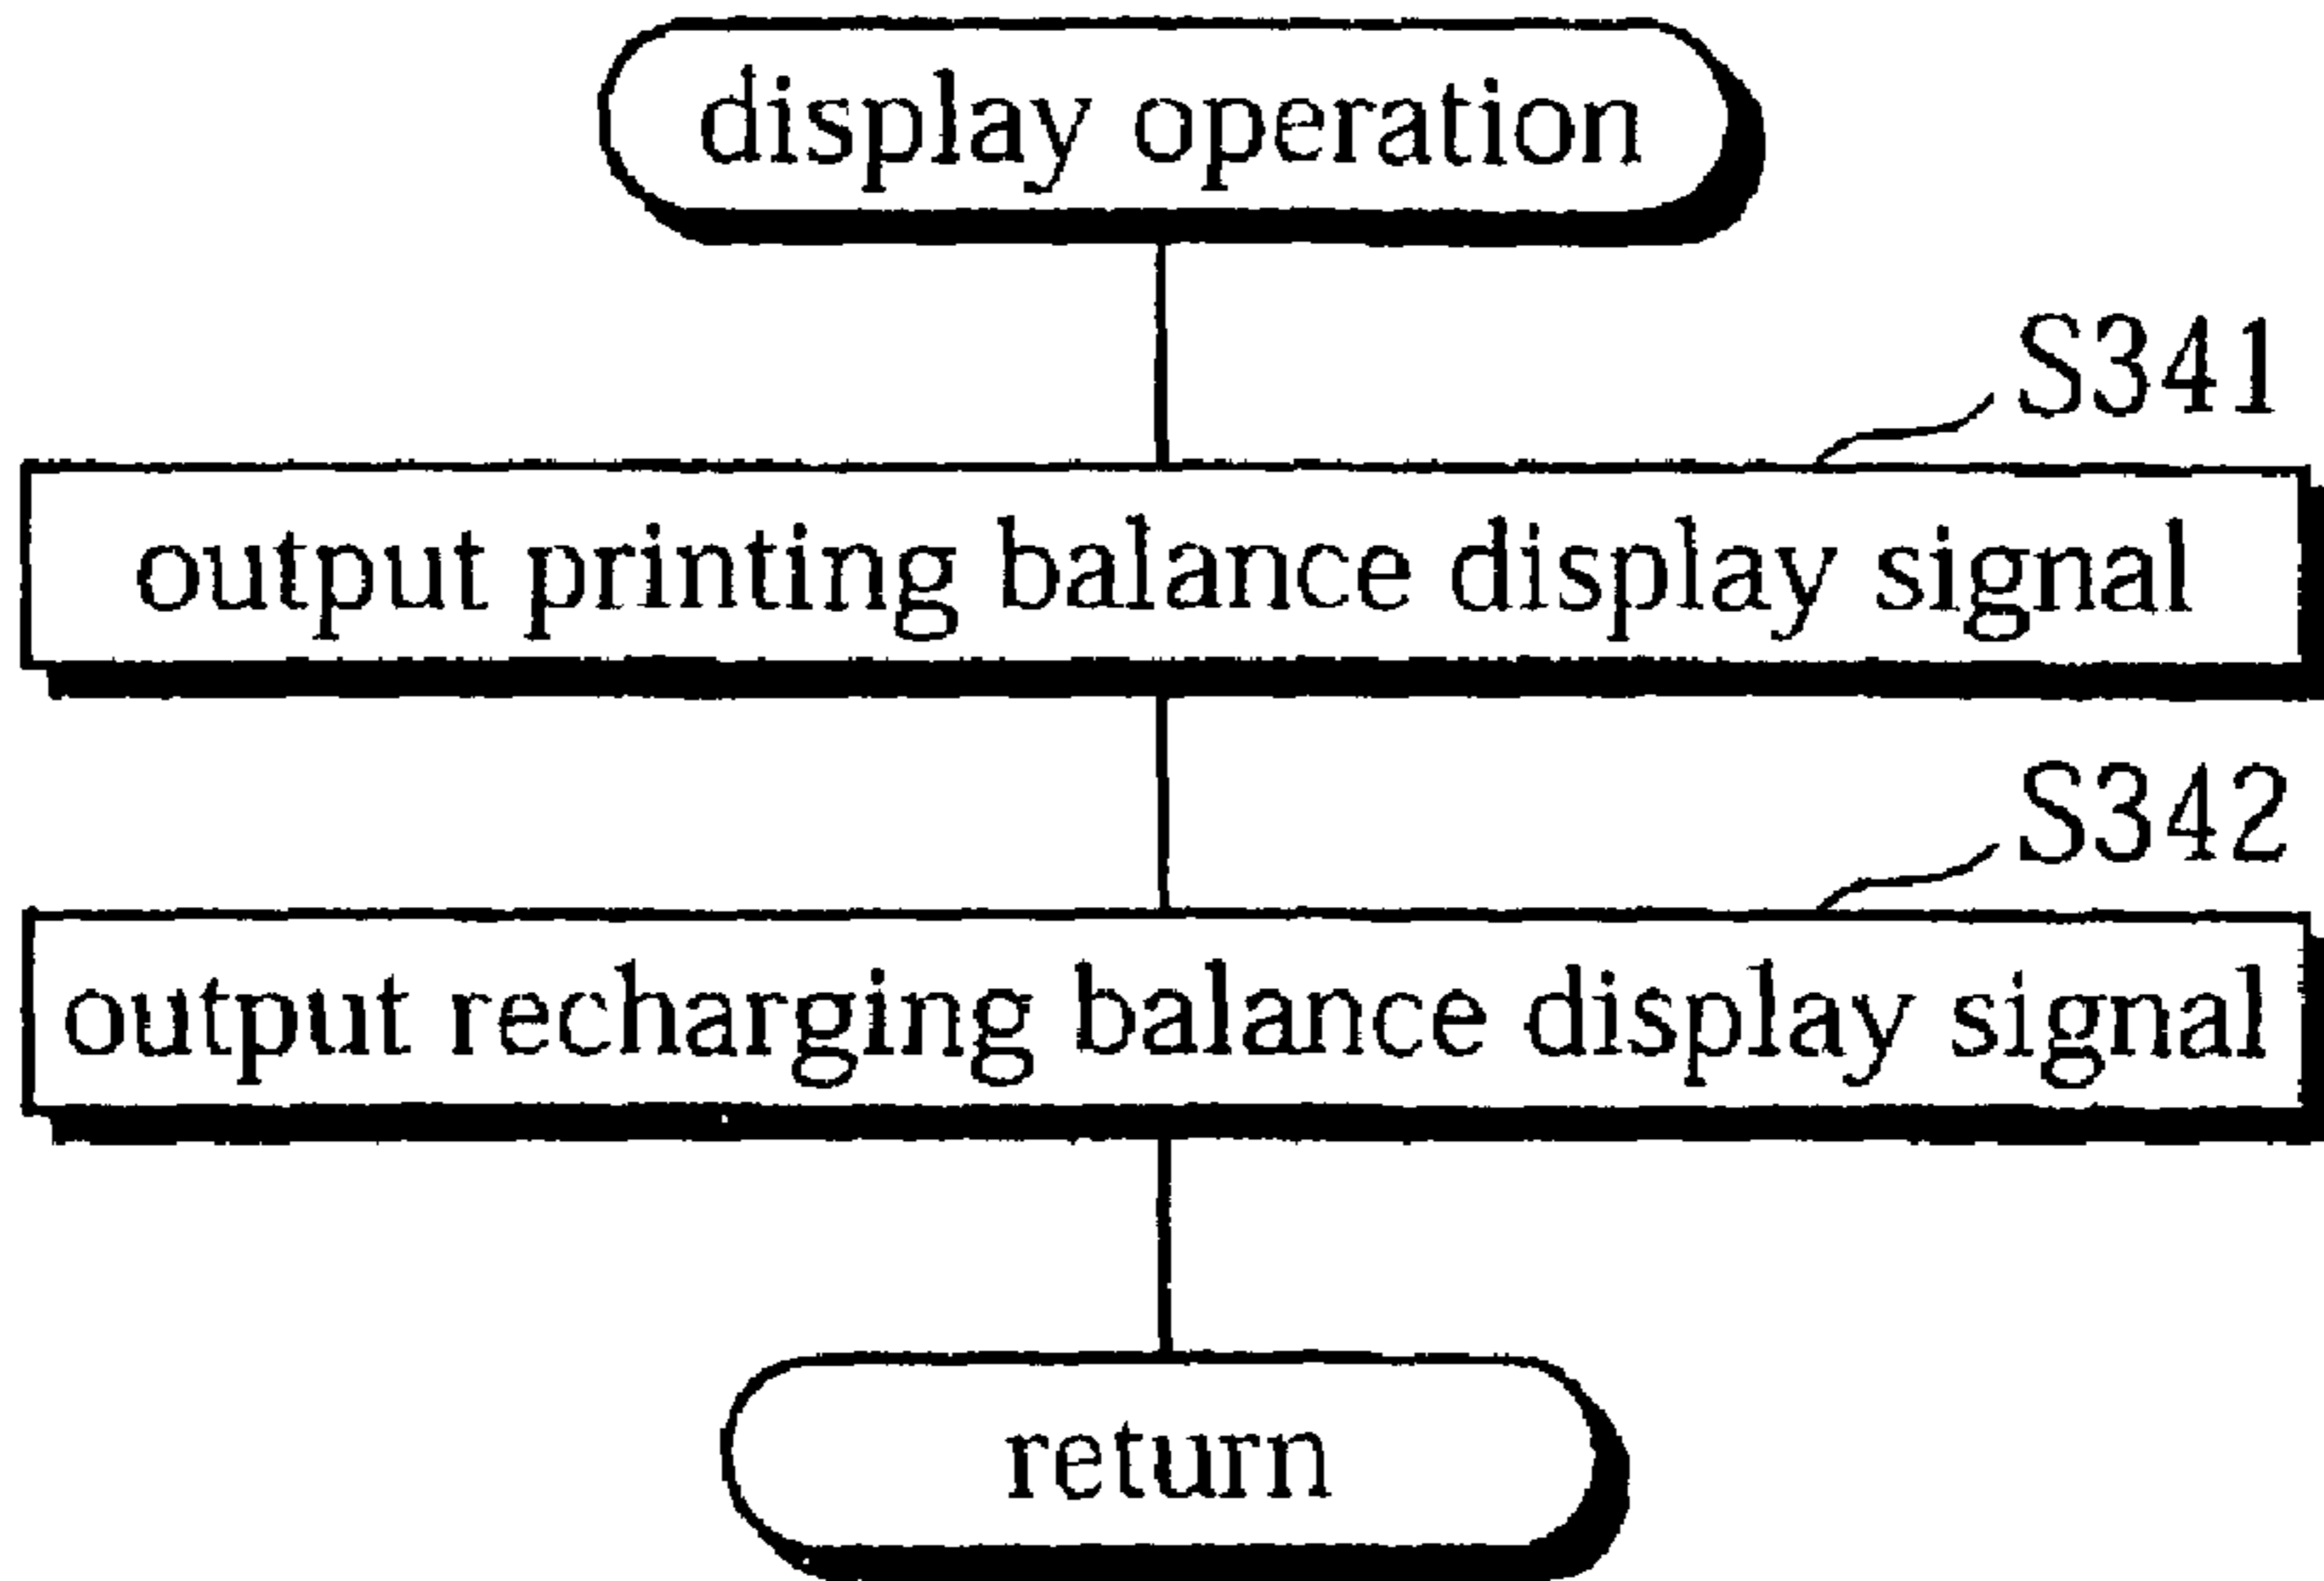 display operation
S341
output printing balance display signal
S342
output recharging balance display signal
return